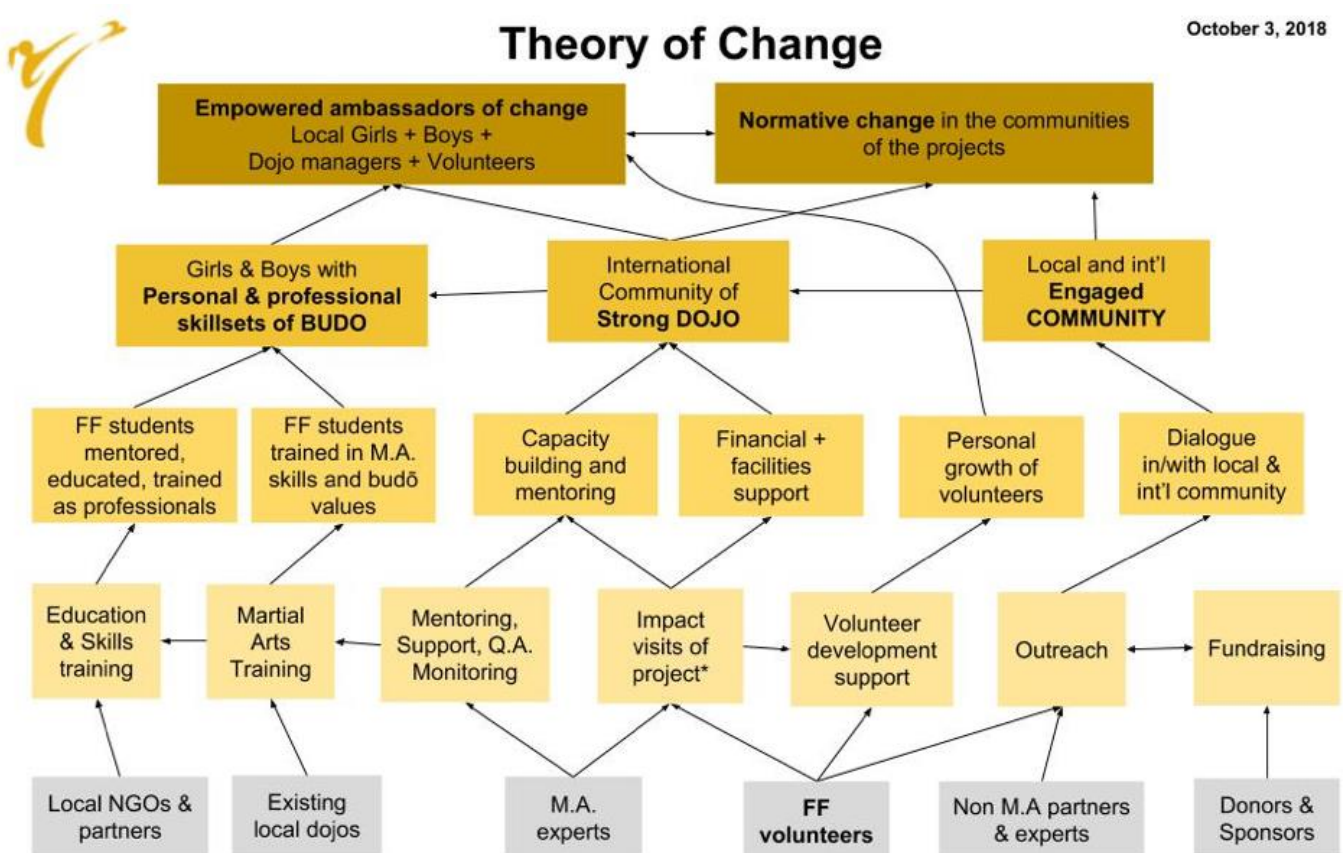 October 3, 2018
Theory of Change
Empowered ambassadors of change
Local Girls + Boys +
Dojo managers + Volunteers
Normative change in the communities
of the projects
Girls & Boys with
Personal & professional
skillsets of BUDO
International
Community of
Strong DOJO
Local and int'l
Engaged
COMMUNITY
FF students
mentored,
educated, trained
as professionals
FF students
trained in M.A.
skills and budō
values
Capacity
building and
mentoring
Financial +
facilities
support
Personal
growth of
volunteers
Dialogue
in/with local &
int'l community
Education
& Skills
training
Martial
Arts
Training
Mentoring,
Support, Q.A.
Monitoring
Impact
visits of
project*
Volunteer
development
support
Outreach
Fundraising
Local NGOs &
partners
Existing
local dojos
M.A.
experts
FF
volunteers
Non M.A partners
& experts
Donors &
Sponsors